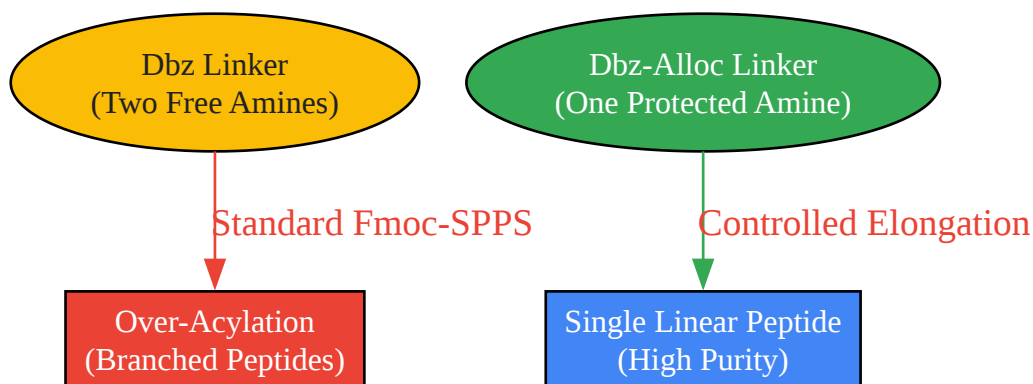 Dbz Linker
(Two Free Amines)
Dbz-Alloc Linker
(One Protected Amine)
Standard Fmoc-SPPS
Controlled Elongation
Over-Acylation
(Branched Peptides)
Single Linear Peptide
(High Purity)